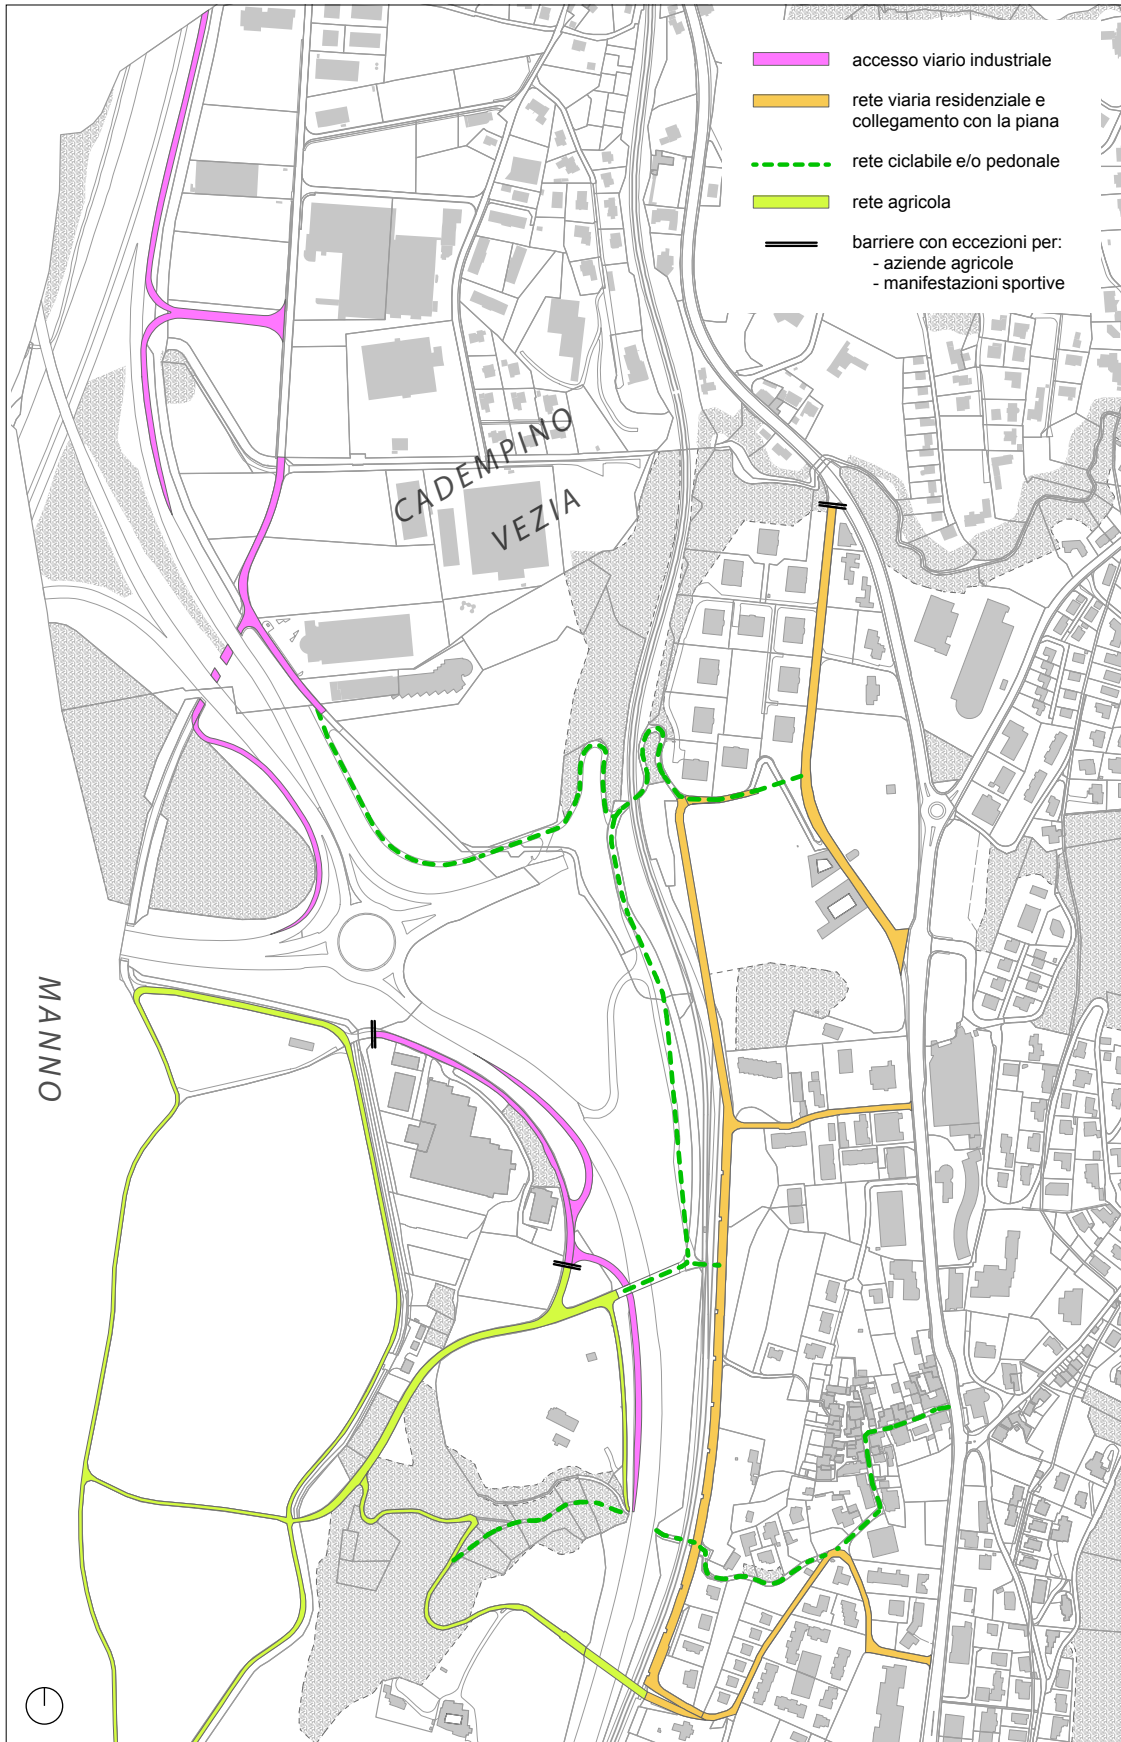 accesso viario industriale
rete viaria residenziale e
collegamento con la piana
rete ciclabile e/o pedonale
rete agricola
barriere con eccezioni per:
- aziende agricole
- manifestazioni sportive
CADEMPINO
VEZIA
MANNO